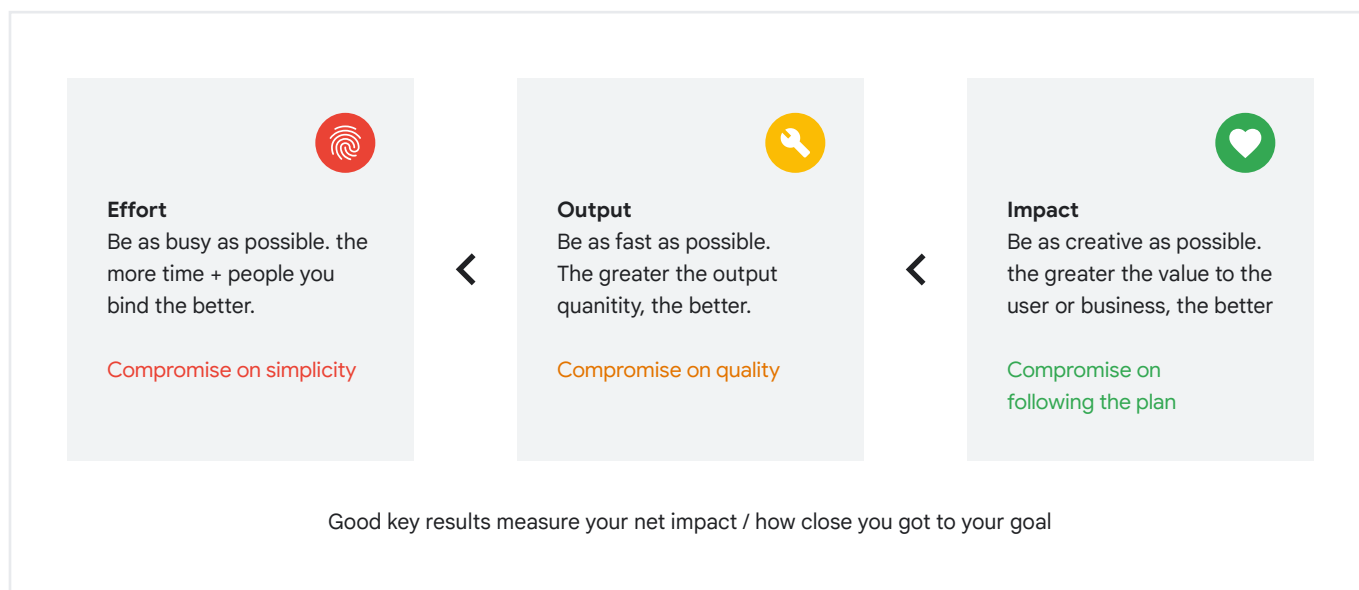 Effort
Be as busy as possible. the
more time + people you
bind the better.
Compromise on simplicity
<
Output
Be as fast as possible.
The greater the output
quanitity, the better.
Compromise on quality
<
Impact
Be as creative as possible.
the greater the value to the
user or business, the better
Compromise on
following the plan
Good key results measure your net impact / how close you got to your goal